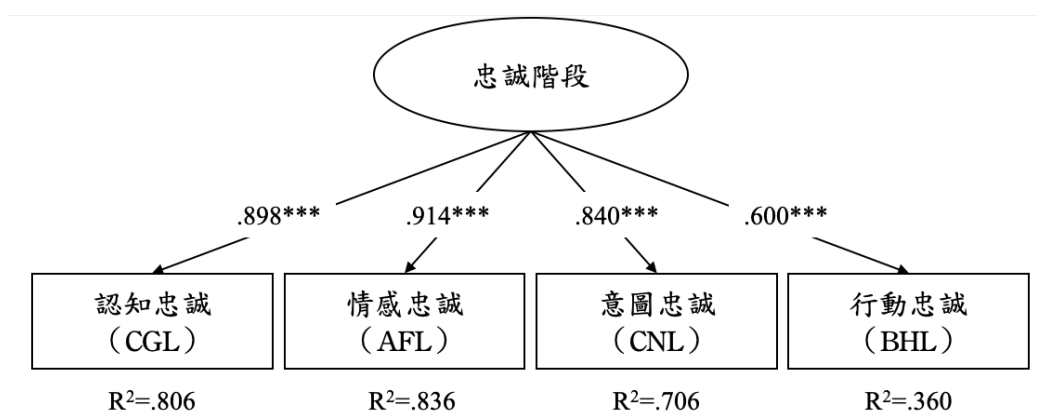 忠誠階段
.898*** .914*** .840*** .600***
認知忠誠 情感忠誠 意圖忠誠 行動忠誠
（CGL） （AFL） （CNL） （BHL）
R²=.806 R²=.836 R²=.706 R²=.360